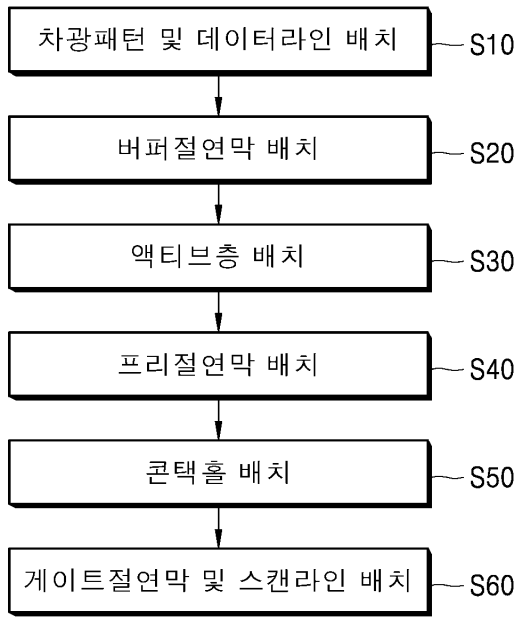 차광패턴 및 데이터라인 배치 S10
버퍼절연막 배치 S20
액티브층 배치 S30
프리절연막 배치 S40
콘택홀 배치 S50
게이트절연막 및 스캔라인 배치 S60